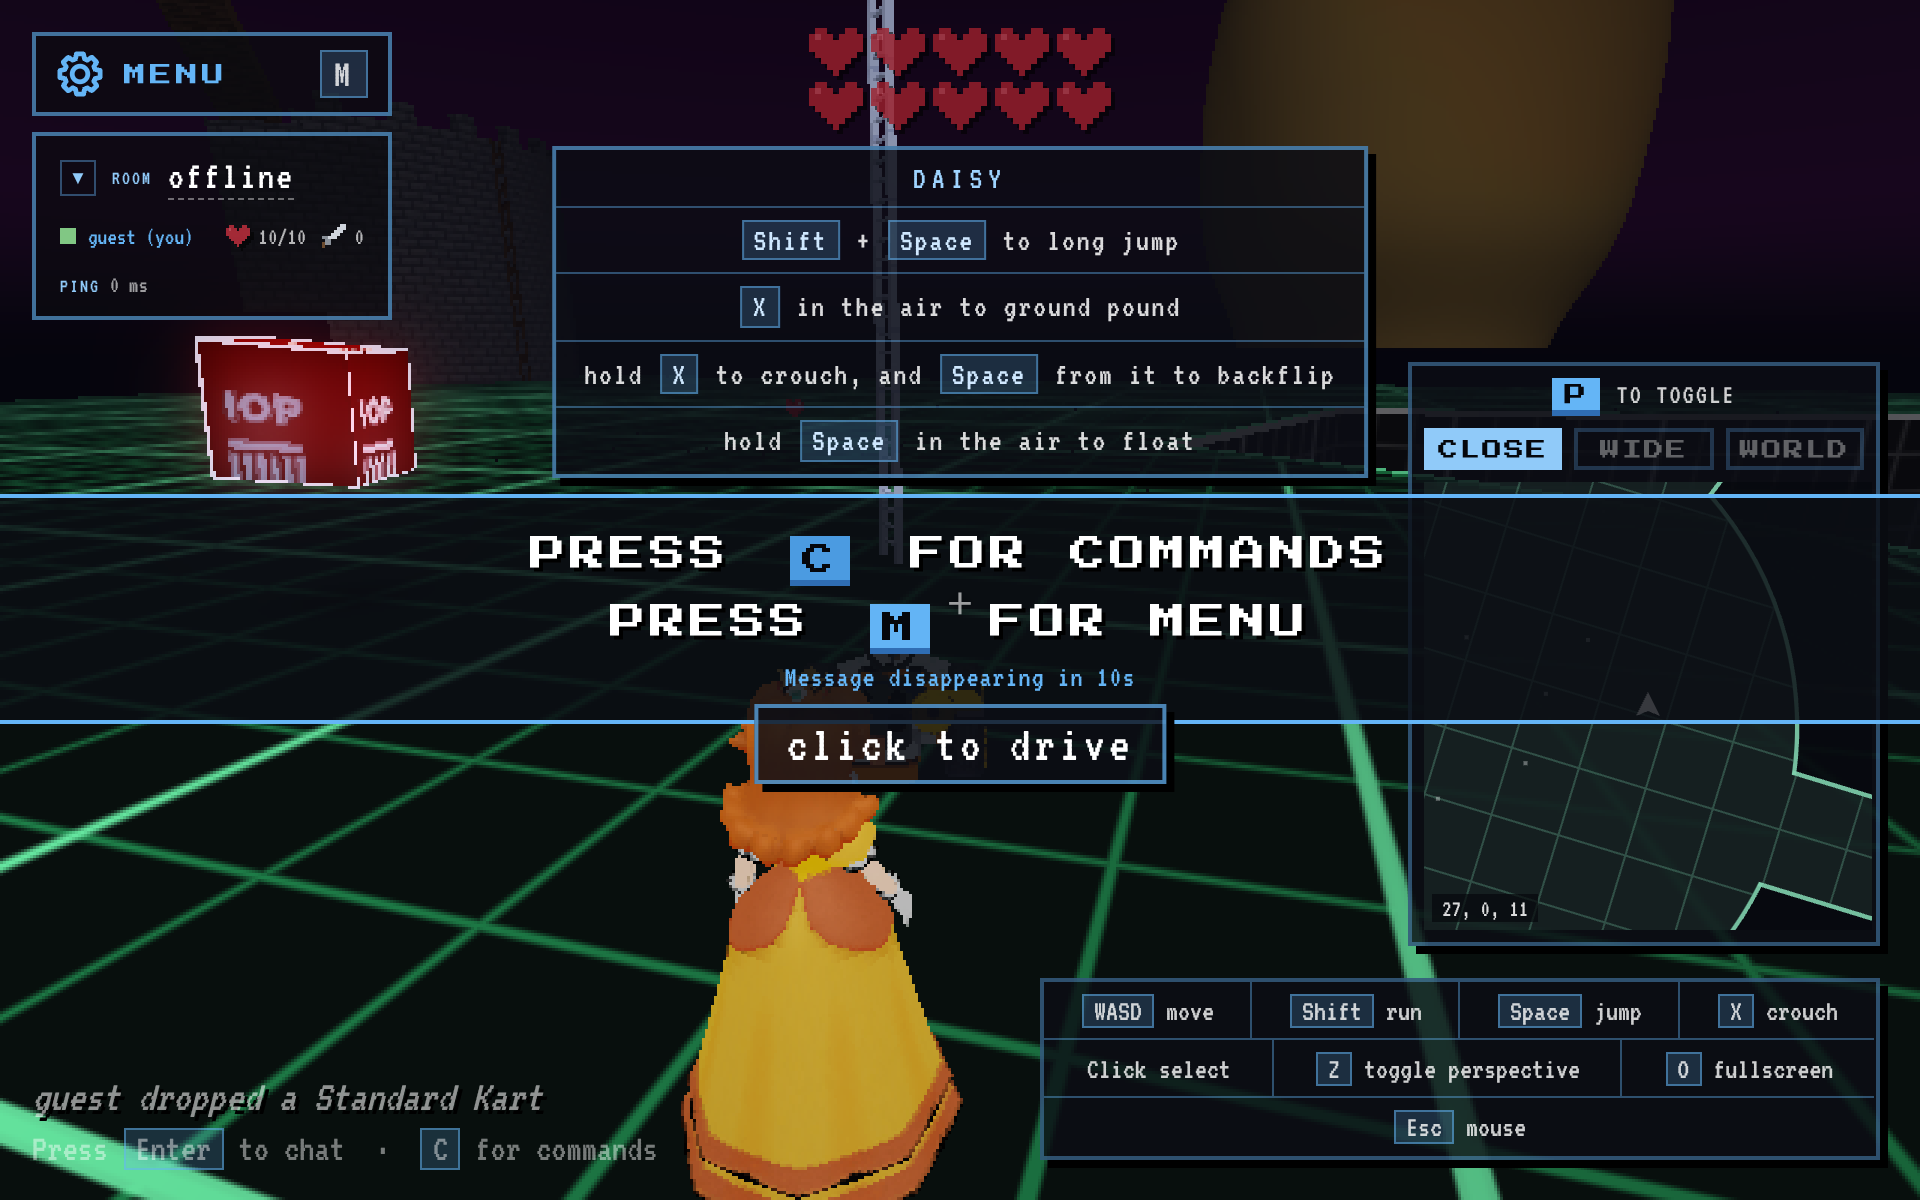 MENU M
▼ ROOM offline
guest (you) 10/10 0
PING 0 ms
DAISY
Shift + Space to long jump
X in the air to ground pound
hold X to crouch, and Space from it to backflip
hold Space in the air to float
P TO TOGGLE
CLOSE WIDE WORLD
PRESS C FOR COMMANDS
PRESS M FOR MENU
Message disappearing in 10s
click to drive
27, 0, 11
WASD move Shift run Space jump X crouch
Click select Z toggle perspective O fullscreen
Esc mouse
guest dropped a Standard Kart
Press Enter to chat · C for commands